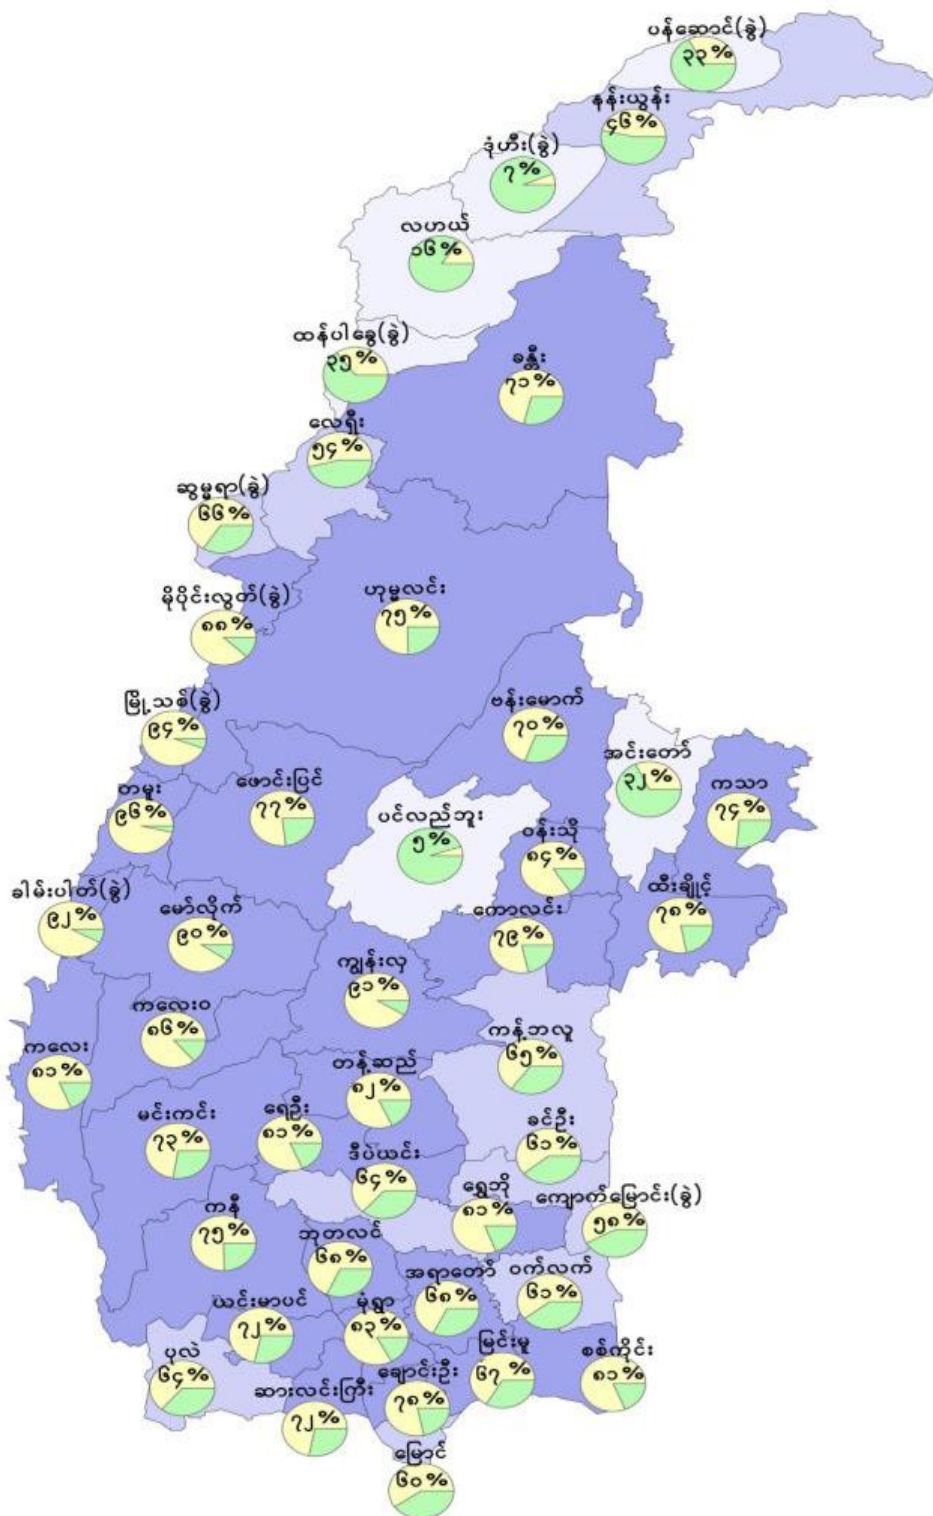 ပန်ဆောင်(ခွဲ)
၃၃%
နန်းယွန်း
၄၆%
ဒုံဟီး(ခွဲ)
၇%
လဟယ်
၁၆%
ထန်ပါခွေ(ခွဲ)
၃၅%
ခန္တီး
၇၁%
လေရှီး
၅၄%
ဆွမ္မရာ(ခွဲ)
၆၆%
မိုပိုင်းလွတ်(ခွဲ)
၈၈%
ဟုမ္မလင်း
၇၅%
မြို့သစ်(ခွဲ)
၉၄%
ဗန်းမောက်
၇၀%
အင်းတော်
၃၂%
ကသာ
၇၄%
တမူး
၉၆%
ဖောင်းပြင်
၇၇%
ပင်လည်ဘူး
၅%
ဝန်းသို
၈၄%
ထီးချိုင့်
၇၈%
ခါမ်းပါတ်(ခွဲ)
၉၂%
မော်လိုက်
၉၀%
ကောလင်း
၇၉%
ကျွန်းလှ
၉၁%
ကလေးဝ
၈၆%
ကန့်ဘလူ
၆၅%
ကလေး
၈၁%
တန့်ဆည်
၈၂%
မင်းကင်း
၇၃%
ရေဦး
၈၁%
ခင်ဦး
၆၁%
ဒီပဲယင်း
၆၄%
ရွှေဘို
၈၁%
ကျောက်မြောင်း(ခွဲ)
၅၈%
ကနီ
၇၅%
ဘုတလင်
၆၈%
အရာတော်
၆၈%
ဝက်လက်
၆၁%
ယင်းမာပင်
၇၂%
မုံရွာ
၈၃%
မြင်းမူ
၆၇%
စစ်ကိုင်း
၈၁%
ပုလဲ
၆၄%
ဆားလင်းကြီး
၇၂%
ချောင်းဦး
၇၈%
မြောင်
၆၀%